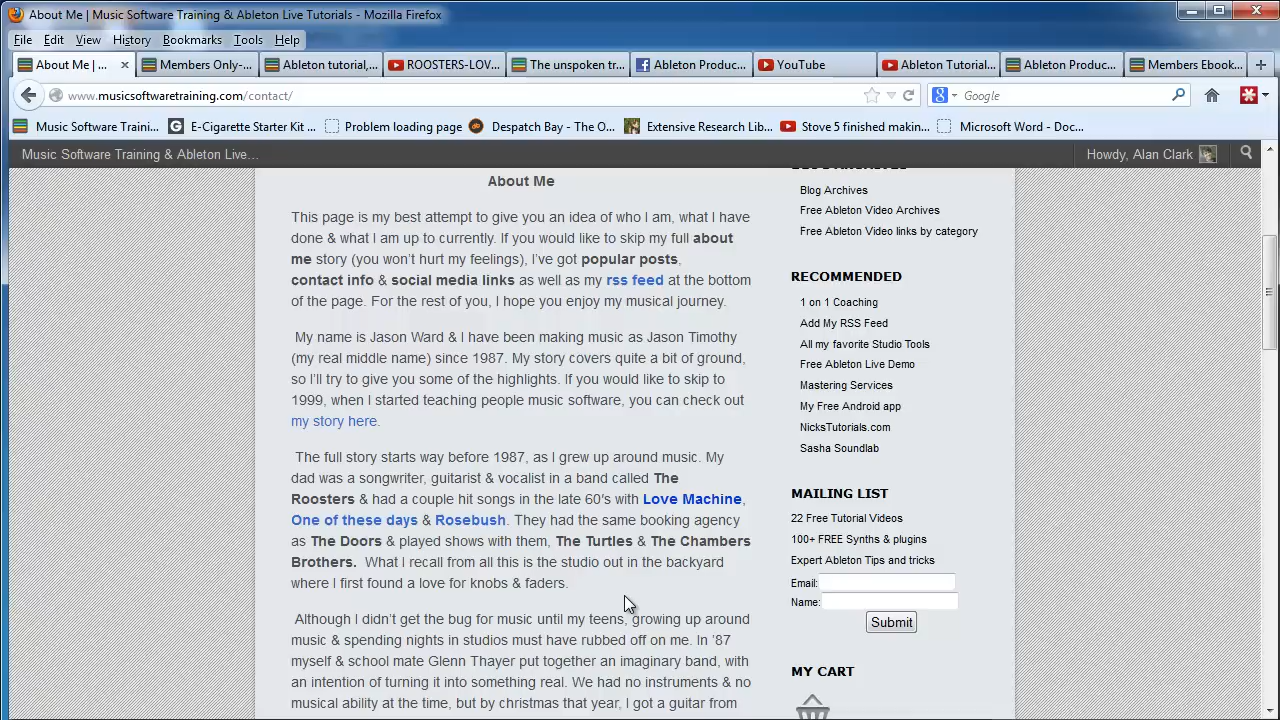 About Me | Music Software Training & Ableton Live Tutorials - Mozilla Firefox
File Edit View History Bookmarks Tools Help
About Me | ... Members Only-... Ableton tutorial,... ROOSTERS-LOV... The unspoken tr... Ableton Produc... YouTube Ableton Tutorial... Ableton Produc... Members Ebook...
www.musicsoftwaretraining.com/contact/ Google
Music Software Traini... E-Cigarette Starter Kit ... Problem loading page Despatch Bay - The O... Extensive Research Lib... Stove 5 finished makin... Microsoft Word - Doc...
Music Software Training & Ableton Live... Howdy, Alan Clark
About Me
This page is my best attempt to give you an idea of who I am, what I have
done & what I am up to currently. If you would like to skip my full about
me story (you won't hurt my feelings), I've got popular posts,
contact info & social media links as well as my rss feed at the bottom
of the page. For the rest of you, I hope you enjoy my musical journey.
My name is Jason Ward & I have been making music as Jason Timothy
(my real middle name) since 1987. My story covers quite a bit of ground,
so I'll try to give you some of the highlights. If you would like to skip to
1999, when I started teaching people music software, you can check out
my story here.
The full story starts way before 1987, as I grew up around music. My
dad was a songwriter, guitarist & vocalist in a band called The
Roosters & had a couple hit songs in the late 60's with Love Machine,
One of these days & Rosebush. They had the same booking agency
as The Doors & played shows with them, The Turtles & The Chambers
Brothers. What I recall from all this is the studio out in the backyard
where I first found a love for knobs & faders.
Although I didn't get the bug for music until my teens, growing up around
music & spending nights in studios must have rubbed off on me. In '87
myself & school mate Glenn Thayer put together an imaginary band, with
an intention of turning it into something real. We had no instruments & no
musical ability at the time, but by christmas that year, I got a guitar from
BLOG ARCHIVES
Blog Archives
Free Ableton Video Archives
Free Ableton Video links by category
RECOMMENDED
1 on 1 Coaching
Add My RSS Feed
All my favorite Studio Tools
Free Ableton Live Demo
Mastering Services
My Free Android app
NicksTutorials.com
Sasha Soundlab
MAILING LIST
22 Free Tutorial Videos
100+ FREE Synths & plugins
Expert Ableton Tips and tricks
Email:
Name:
Submit
MY CART